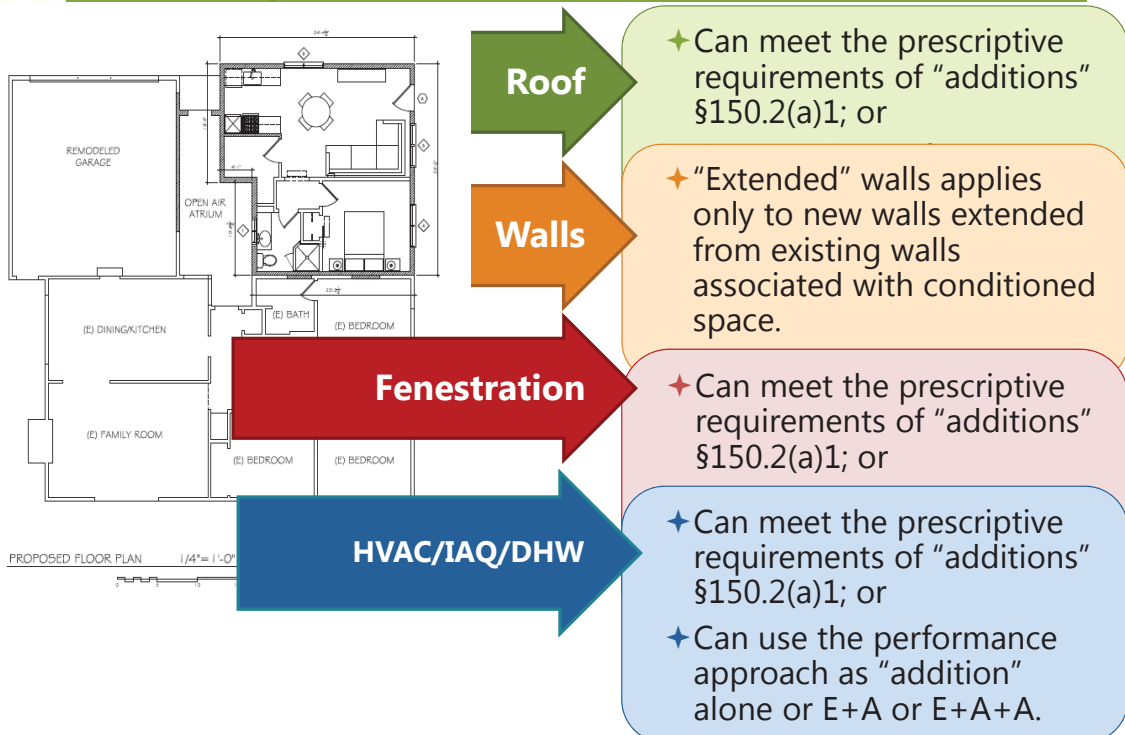 REMODELED
GARAGE
OPEN AIR
ATRIUM
(E) DINING/KITCHEN
(E) BATH
(E) BEDROOM
(E) FAMILY ROOM
(E) BEDROOM
(E) BEDROOM
PROPOSED FLOOR PLAN 1/4"= 1'-0"
0 5 10
Roof
✦Can meet the prescriptive
requirements of “additions”
§150.2(a)1; or
Walls
✦“Extended” walls applies
only to new walls extended
from existing walls
associated with conditioned
space.
Fenestration
✦Can meet the prescriptive
requirements of “additions”
§150.2(a)1; or
HVAC/IAQ/DHW
✦Can meet the prescriptive
requirements of “additions”
§150.2(a)1; or
✦Can use the performance
approach as “addition”
alone or E+A or E+A+A.